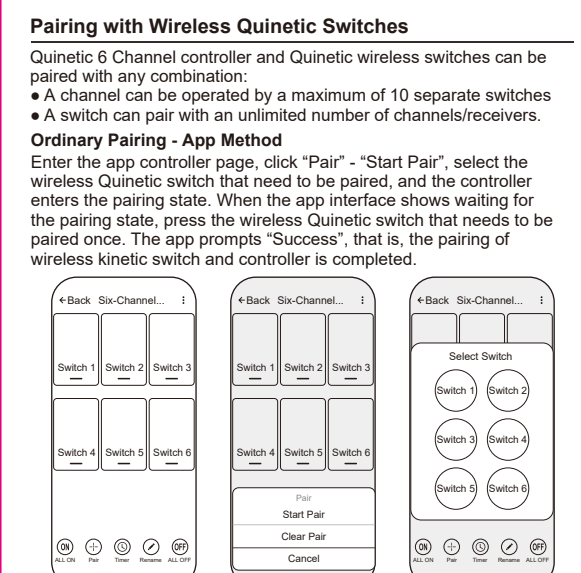 Pairing with Wireless Quinetic Switches
Quinetic 6 Channel controller and Quinetic wireless switches can be
paired with any combination:
● A channel can be operated by a maximum of 10 separate switches
● A switch can pair with an unlimited number of channels/receivers.
Ordinary Pairing - App Method
Enter the app controller page, click “Pair” - “Start Pair”, select the
wireless Quinetic switch that need to be paired, and the controller
enters the pairing state. When the app interface shows waiting for
the pairing state, press the wireless Quinetic switch that needs to be
paired once. The app prompts “Success”, that is, the pairing of
wireless kinetic switch and controller is completed.
←Back Six-Channel... ⋮
Switch 1 Switch 2 Switch 3
Switch 4 Switch 5 Switch 6
ON OFF
ALL ON Pair Timer Rename ALL OFF
←Back Six-Channel... ⋮
Switch 1 Switch 2 Switch 3
Switch 4 Switch 5 Switch 6
Pair
Start Pair
Clear Pair
Cancel
←Back Six-Channel... ⋮
Select Switch
Switch 1 Switch 2
Switch 3 Switch 4
Switch 5 Switch 6
ON OFF
ALL ON Pair Timer Rename ALL OFF